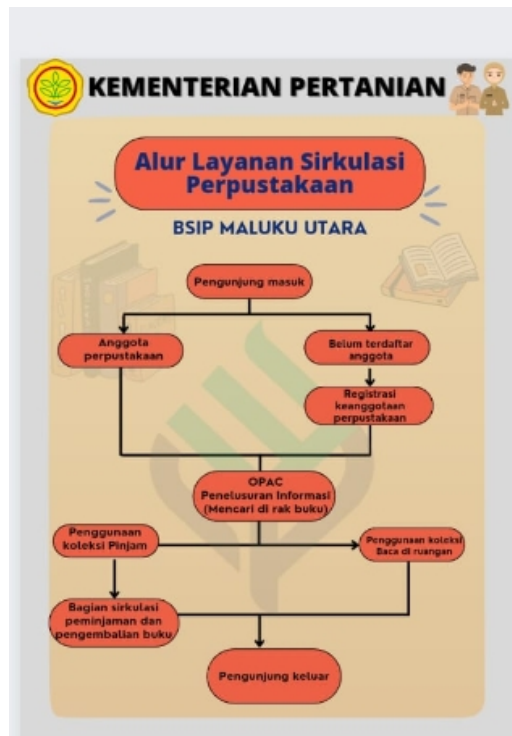 KEMENTERIAN PERTANIAN
Alur Layanan Sirkulasi
Perpustakaan
BSIP MALUKU UTARA
Pengunjung masuk
Anggota
perpustakaan
Belum terdaftar
anggota
Registrasi
keanggotaan
perpustakaan
OPAC
Penelusuran Informasi
(Mencari di rak buku)
Penggunaan
koleksi Pinjam
Penggunaan koleksi
Baca di ruangan
Bagian sirkulasi
peminjaman dan
pengembalian buku
Pengunjung keluar